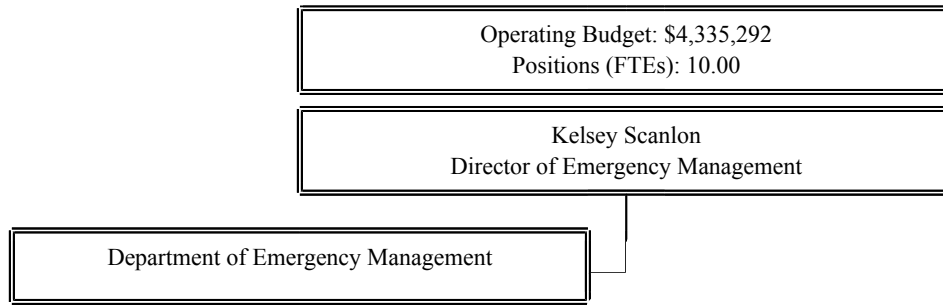 Operating Budget: $4,335,292
Positions (FTEs): 10.00
Kelsey Scanlon
Director of Emergency Management
Department of Emergency Management